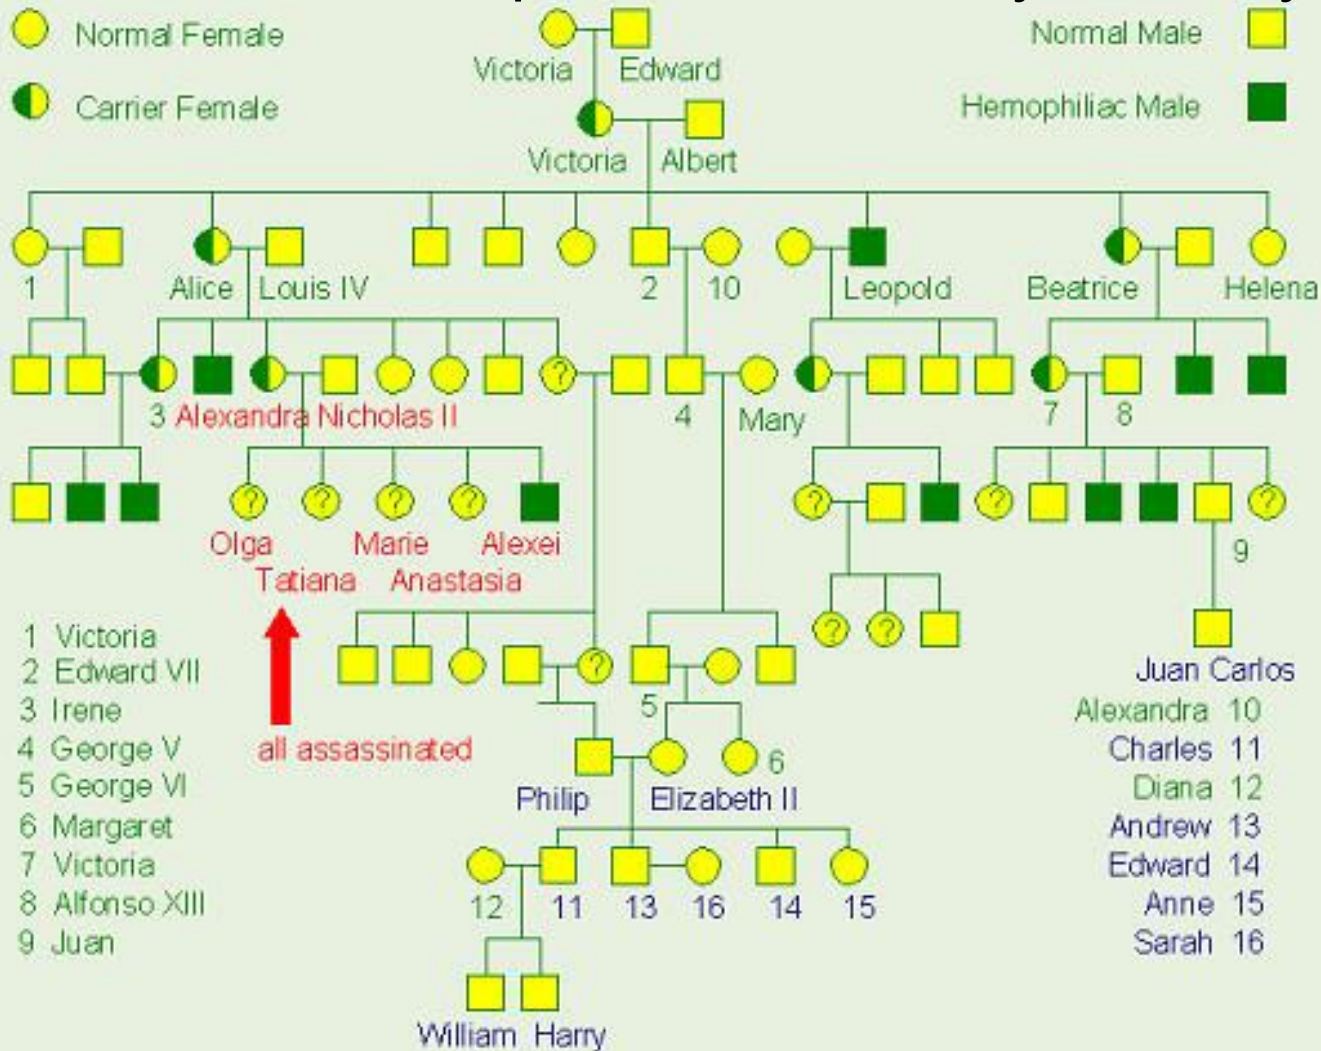 Normal Female
Normal Male
Carrier Female
Hemophiliac Male
Victoria Edward
Victoria Albert
1 Alice Louis IV 2 10 Leopold Beatrice Helena
?
3 Alexandra Nicholas II 4 Mary 7 8
? ? ? ? ? ? ?
Olga Marie Alexei 9
Tatiana Anastasia
? ?
1 Victoria
2 Edward VII
3 Irene
4 George V
5 George VI
6 Margaret
7 Victoria
8 Alfonso XIII
9 Juan
all assassinated
?
5
6
Philip Elizabeth II
12 11 13 16 14 15
William Harry
Juan Carlos
Alexandra 10
Charles 11
Diana 12
Andrew 13
Edward 14
Anne 15
Sarah 16